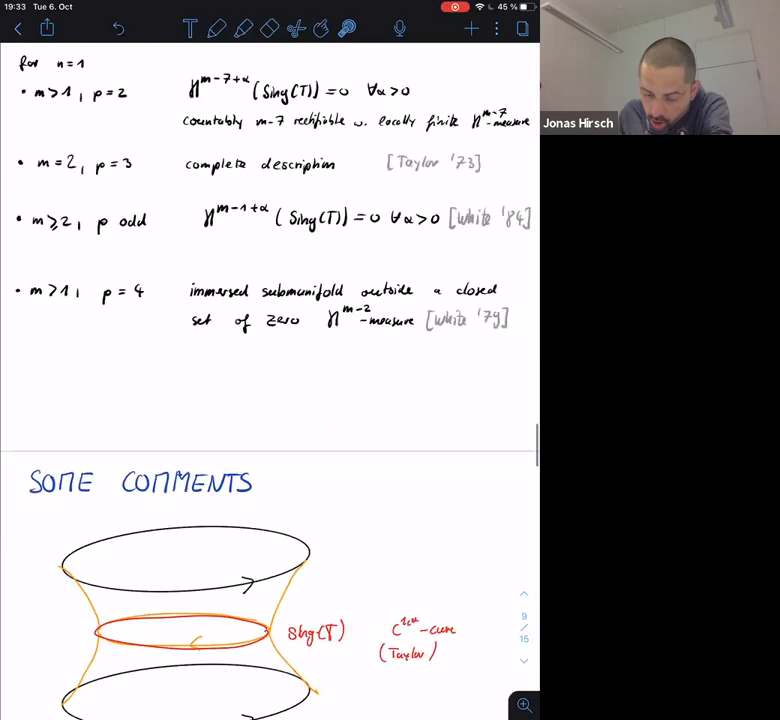 19:33 Tue 6. Oct
45 %
for n=1
• m>1, p=2 H^{m-7+α}(Sing(T))=0 ∀α>0
countably m-7 rectifiable w. locally finite H^{m-7}-measure
• m=2, p=3 complete description [Taylor '73]
• m≥2, p odd H^{m-1+α}(Sing(T))=0 ∀α>0 [White '84]
• m>1, p=4 immersed submanifold outside a closed
set of zero H^{m-2}-measure [White '79]
SOME COMMENTS
Sing(T) C^{1,α}-curve
(Taylor)
9
/
15
Jonas Hirsch